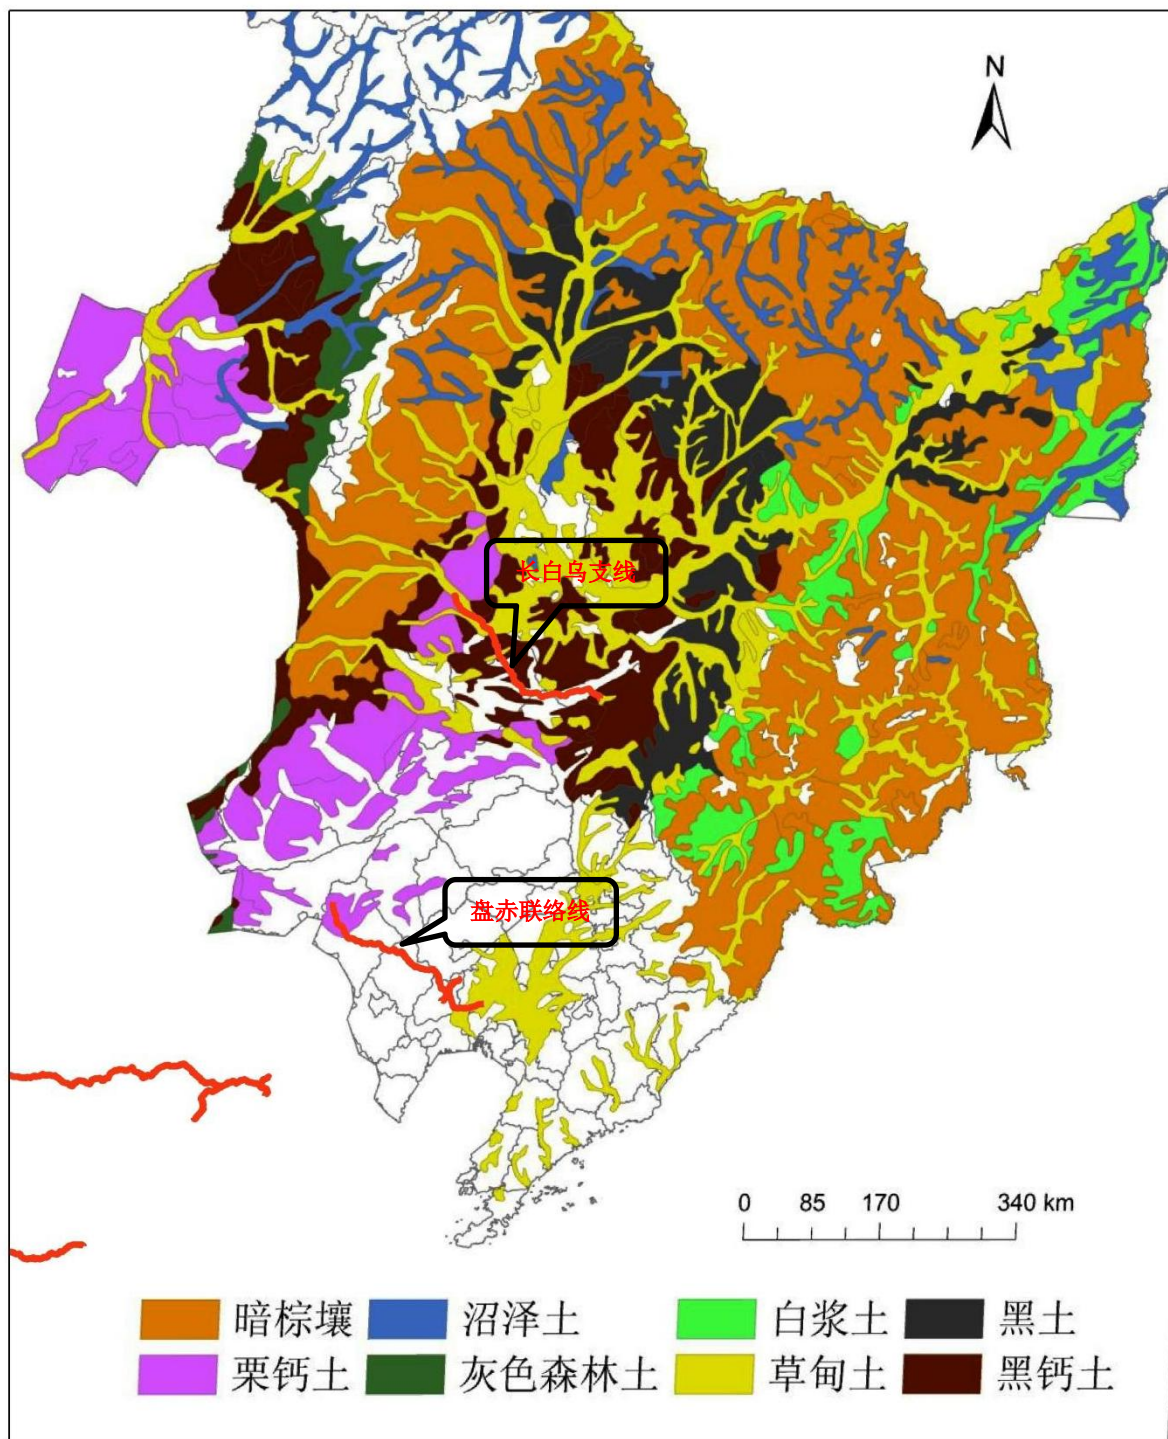 N
长白乌支线
盘赤联络线
0 85 170 340 km
暗棕壤 沼泽土 白浆土 黑土
栗钙土 灰色森林土 草甸土 黑钙土